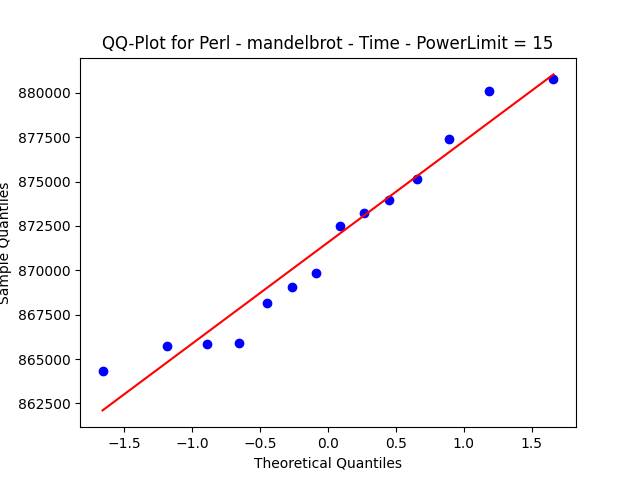 QQ-Plot for Perl - mandelbrot - Time - PowerLimit = 15
880000
877500
875000
872500
870000
867500
865000
862500
Sample Quantiles
−1.5 −1.0 −0.5 0.0 0.5 1.0 1.5
Theoretical Quantiles